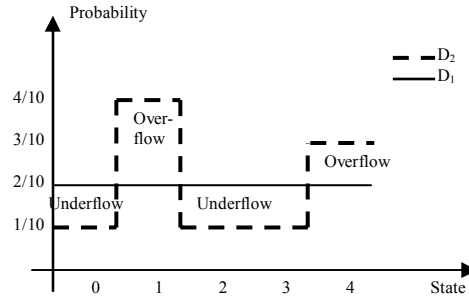 Probability
D₂
D₁
4/10
Over-
flow
3/10
Overflow
2/10
Underflow
Underflow
1/10
0 1 2 3 4 State